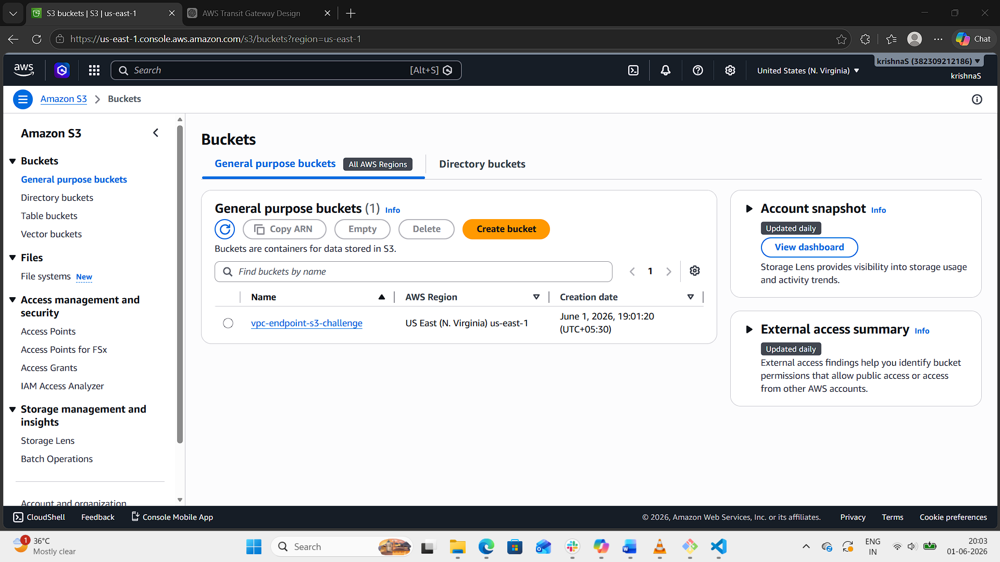 S3 buckets | S3 | us-east-1
AWS Transit Gateway Design
https://us-east-1.console.aws.amazon.com/s3/buckets?region=us-east-1
Chat
aws
Search
[Alt+S]
United States (N. Virginia)
krishnaS (382309212186)
krishnaS
Amazon S3
Buckets
Amazon S3
Buckets
General purpose buckets
Directory buckets
Table buckets
Vector buckets
Files
File systems New
Access management and
security
Access Points
Access Points for FSx
Access Grants
IAM Access Analyzer
Storage management and
insights
Storage Lens
Batch Operations
Account and organization
Buckets
General purpose buckets All AWS Regions
Directory buckets
General purpose buckets (1) Info
Copy ARN
Empty
Delete
Create bucket
Buckets are containers for data stored in S3.
Find buckets by name
1
Name
AWS Region
Creation date
vpc-endpoint-s3-challenge
US East (N. Virginia) us-east-1
June 1, 2026, 19:01:20
(UTC+05:30)
Account snapshot Info
Updated daily
View dashboard
Storage Lens provides visibility into storage usage
and activity trends.
External access summary Info
Updated daily
External access findings help you identify bucket
permissions that allow public access or access
from other AWS accounts.
CloudShell
Feedback
Console Mobile App
© 2026, Amazon Web Services, Inc. or its affiliates.
Privacy
Terms
Cookie preferences
1
36°C
Mostly clear
Search
ENG
IN
20:03
01-06-2026